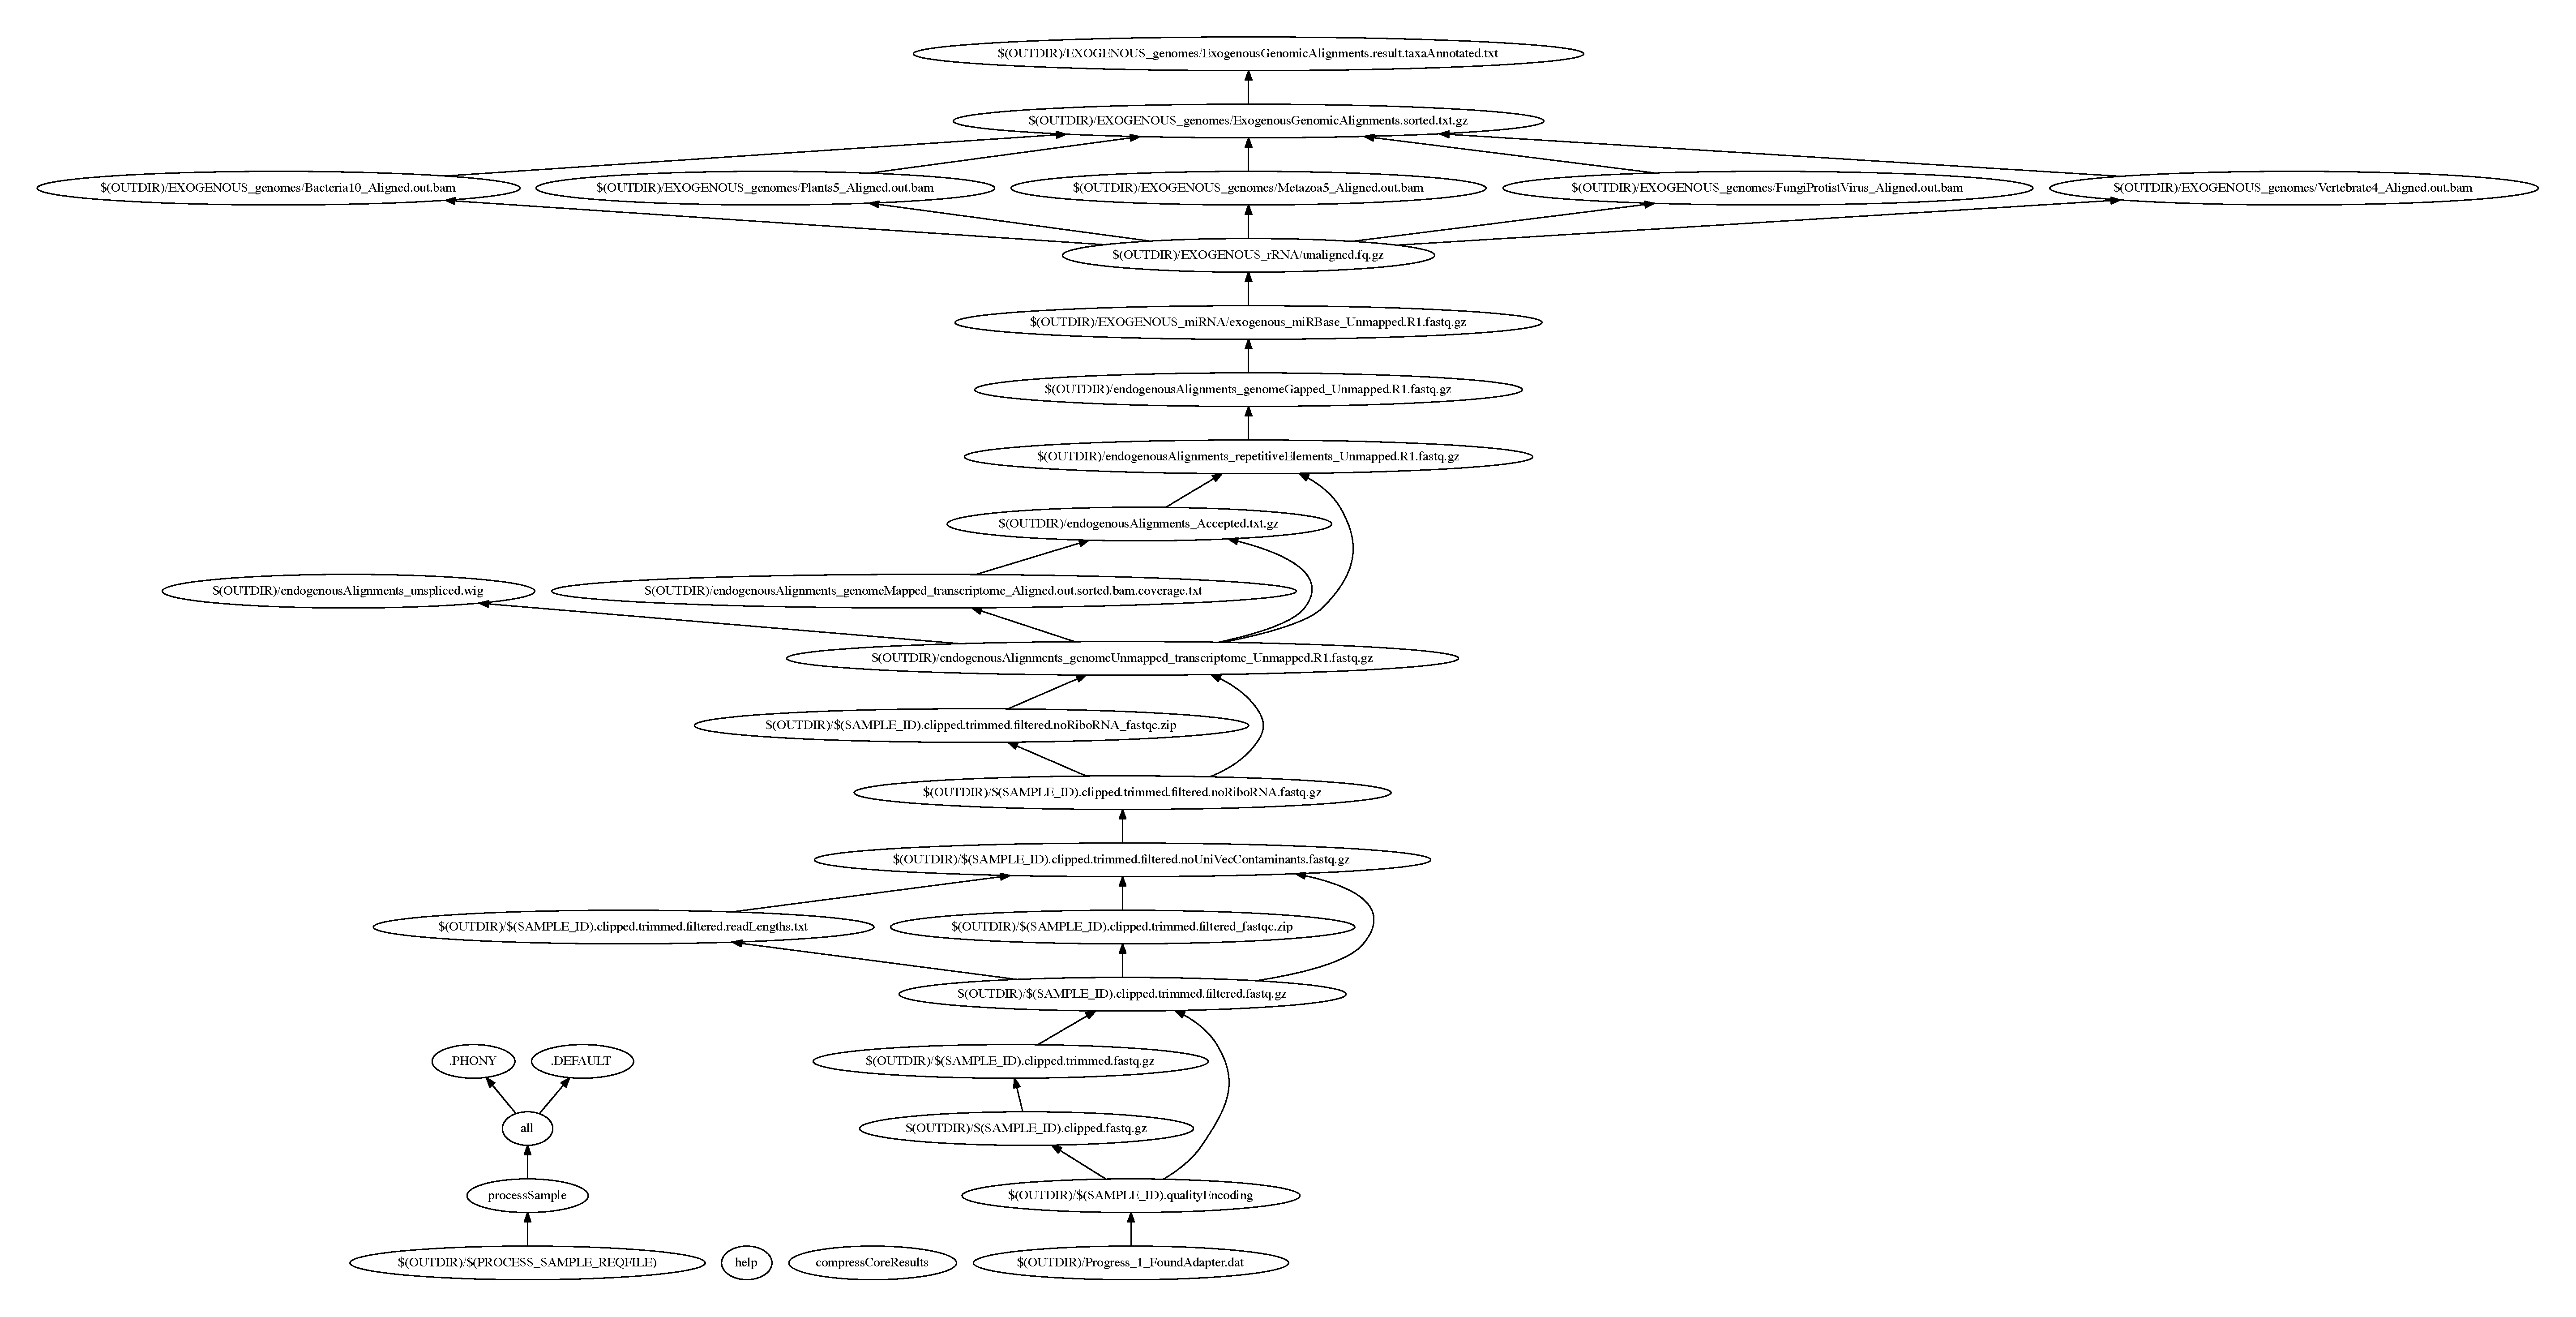 $(OUTDIR)/EXOGENOUS_genomes/ExogenousGenomicAlignments.result.taxaAnnotated.txt
$(OUTDIR)/EXOGENOUS_genomes/ExogenousGenomicAlignments.sorted.txt.gz
$(OUTDIR)/EXOGENOUS_genomes/Bacteria10_Aligned.out.bam
$(OUTDIR)/EXOGENOUS_genomes/Plants5_Aligned.out.bam
$(OUTDIR)/EXOGENOUS_genomes/Metazoa5_Aligned.out.bam
$(OUTDIR)/EXOGENOUS_genomes/FungiProtistVirus_Aligned.out.bam
$(OUTDIR)/EXOGENOUS_genomes/Vertebrate4_Aligned.out.bam
$(OUTDIR)/EXOGENOUS_rRNA/unaligned.fq.gz
$(OUTDIR)/EXOGENOUS_miRNA/exogenous_miRBase_Unmapped.R1.fastq.gz
$(OUTDIR)/endogenousAlignments_genomeGapped_Unmapped.R1.fastq.gz
$(OUTDIR)/endogenousAlignments_repetitiveElements_Unmapped.R1.fastq.gz
$(OUTDIR)/endogenousAlignments_Accepted.txt.gz
$(OUTDIR)/endogenousAlignments_unspliced.wig
$(OUTDIR)/endogenousAlignments_genomeMapped_transcriptome_Aligned.out.sorted.bam.coverage.txt
$(OUTDIR)/endogenousAlignments_genomeUnmapped_transcriptome_Unmapped.R1.fastq.gz
$(OUTDIR)/$(SAMPLE_ID).clipped.trimmed.filtered.noRiboRNA_fastqc.zip
$(OUTDIR)/$(SAMPLE_ID).clipped.trimmed.filtered.noRiboRNA.fastq.gz
$(OUTDIR)/$(SAMPLE_ID).clipped.trimmed.filtered.noUniVecContaminants.fastq.gz
$(OUTDIR)/$(SAMPLE_ID).clipped.trimmed.filtered.readLengths.txt
$(OUTDIR)/$(SAMPLE_ID).clipped.trimmed.filtered_fastqc.zip
$(OUTDIR)/$(SAMPLE_ID).clipped.trimmed.filtered.fastq.gz
.PHONY
.DEFAULT
$(OUTDIR)/$(SAMPLE_ID).clipped.trimmed.fastq.gz
all
$(OUTDIR)/$(SAMPLE_ID).clipped.fastq.gz
processSample
$(OUTDIR)/$(SAMPLE_ID).qualityEncoding
$(OUTDIR)/$(PROCESS_SAMPLE_REQFILE)
help
compressCoreResults
$(OUTDIR)/Progress_1_FoundAdapter.dat